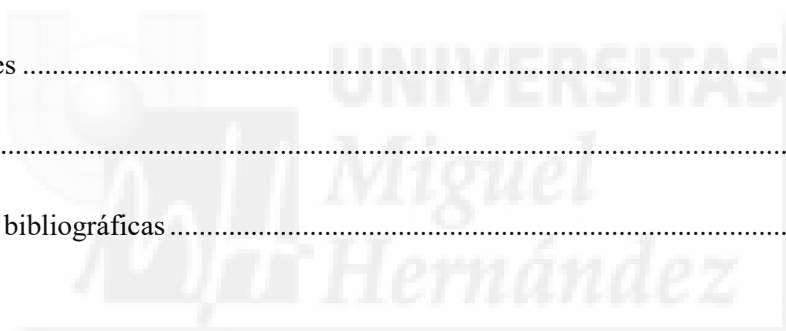 es ....................................................................................................
UNIVERSITAS
....................................................................................................
Miguel
bibliográficas ....................................................................................................
Hernández